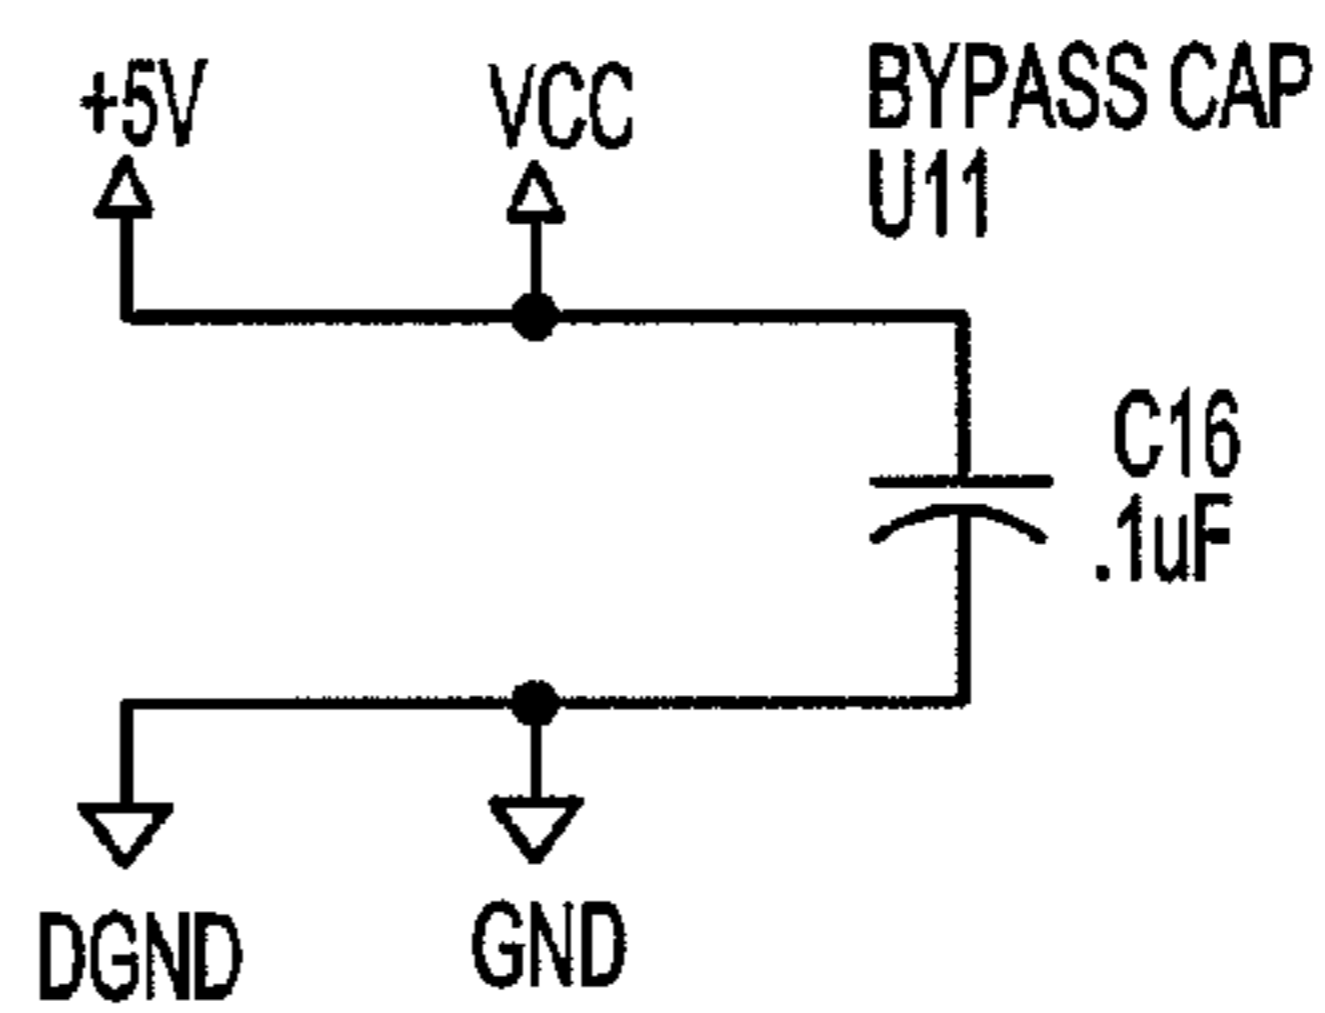 +5V
VCC
BYPASS CAP
U11
C16
.1uF
DGND
GND